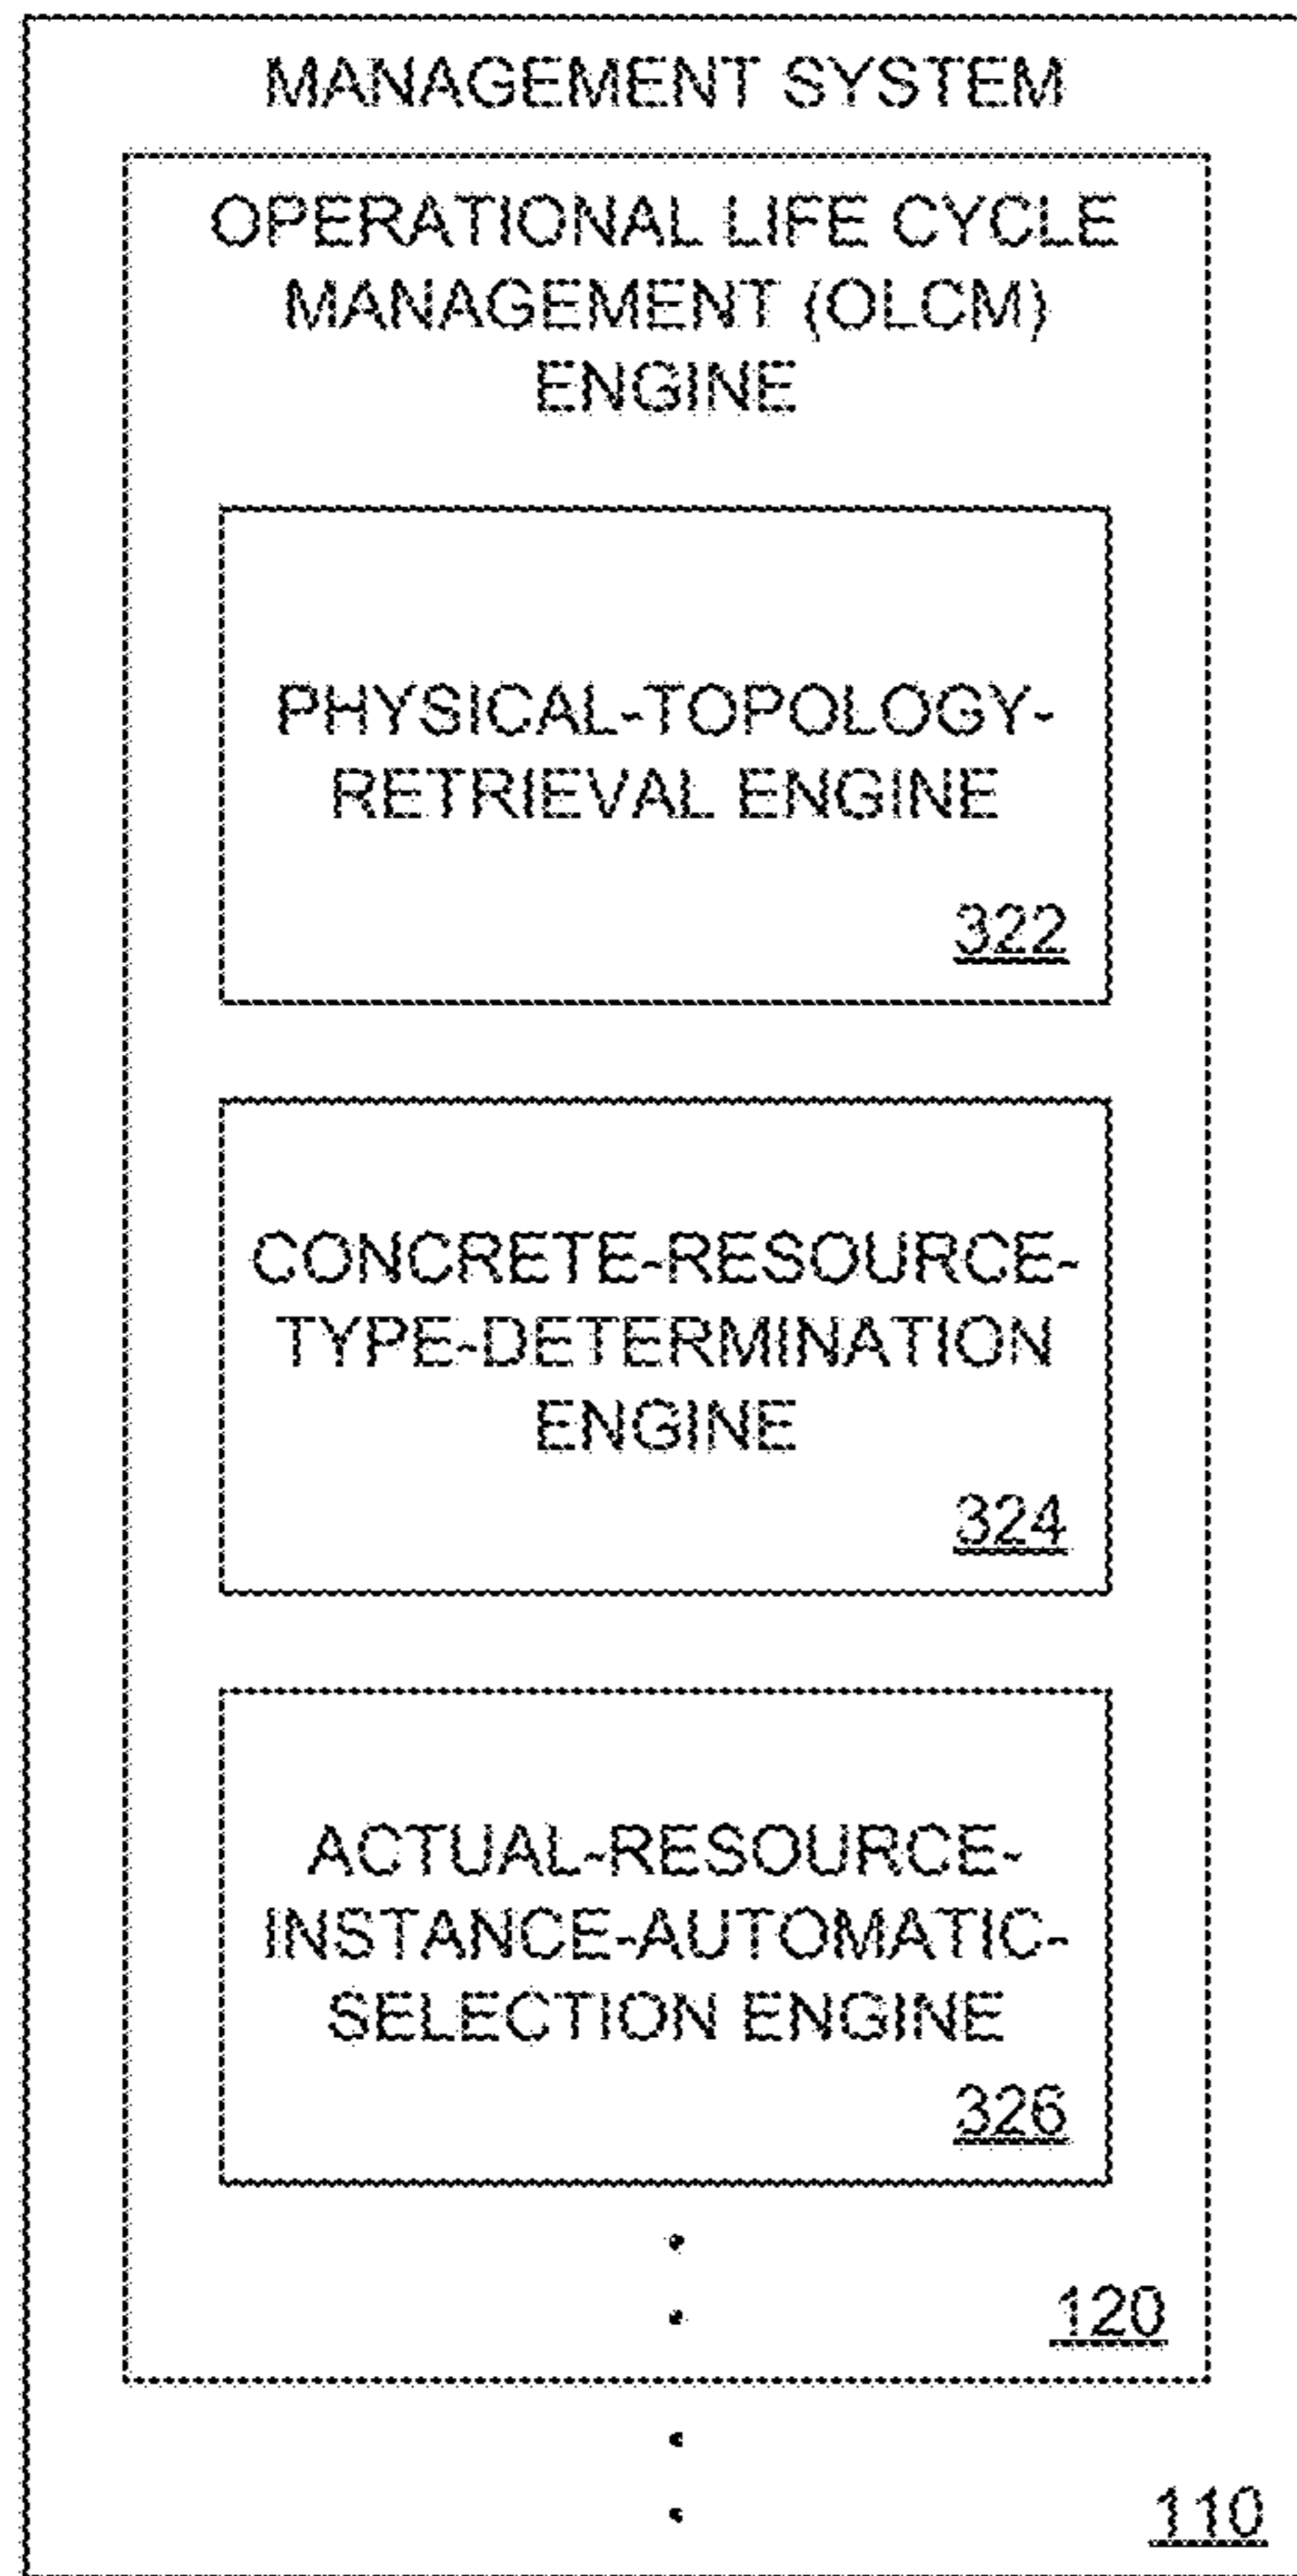 MANAGEMENT SYSTEM
OPERATIONAL LIFE CYCLE
MANAGEMENT (OLCM)
ENGINE
PHYSICAL-TOPOLOGY-
RETRIEVAL ENGINE
322
CONCRETE-RESOURCE-
TYPE-DETERMINATION
ENGINE
324
ACTUAL-RESOURCE-
INSTANCE-AUTOMATIC-
SELECTION ENGINE
326
120
110